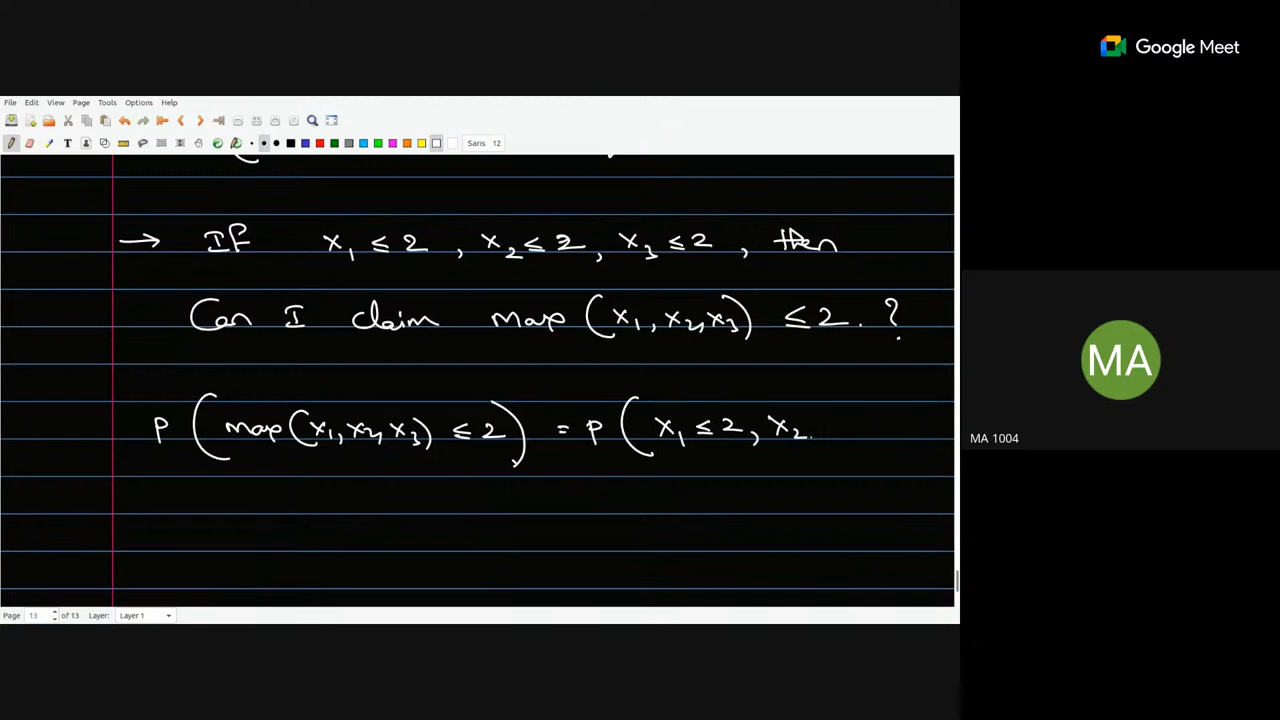 Google Meet
File Edit View Page Tools Options Help
Sans 12
→ If x₁ ≤ 2, x₂ ≤ 2, x₃ ≤ 2, then
Can I claim max (x₁, x₂, x₃) ≤ 2. ?
P (max(x₁, x₂, x₃) ≤ 2) = P (x₁ ≤ 2, x₂
MA
MA 1004
Page 13 of 13 Layer: Layer 1